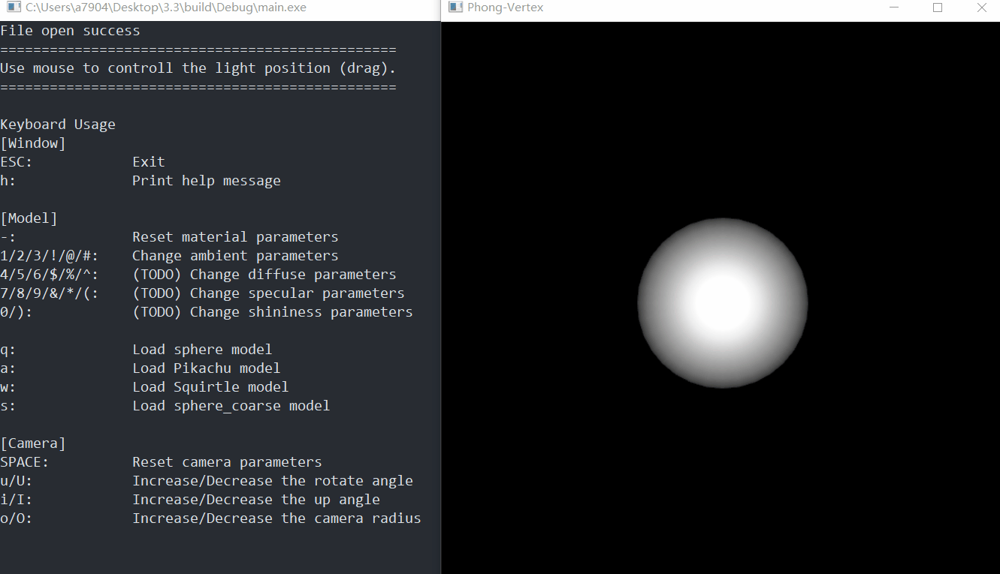 C:\Users\a7904\Desktop\3.3\build\Debug\main.exe
File open success
================================================
Use mouse to controll the light position (drag).
================================================
Keyboard Usage
[Window]
ESC: Exit
h: Print help message
[Model]
-: Reset material parameters
1/2/3/!/@/#: Change ambient parameters
4/5/6/$/%/^: (TODO) Change diffuse parameters
7/8/9/&/*/(: (TODO) Change specular parameters
0/): (TODO) Change shininess parameters
q: Load sphere model
a: Load Pikachu model
w: Load Squirtle model
s: Load sphere_coarse model
[Camera]
SPACE: Reset camera parameters
u/U: Increase/Decrease the rotate angle
i/I: Increase/Decrease the up angle
o/O: Increase/Decrease the camera radius
Phong-Vertex